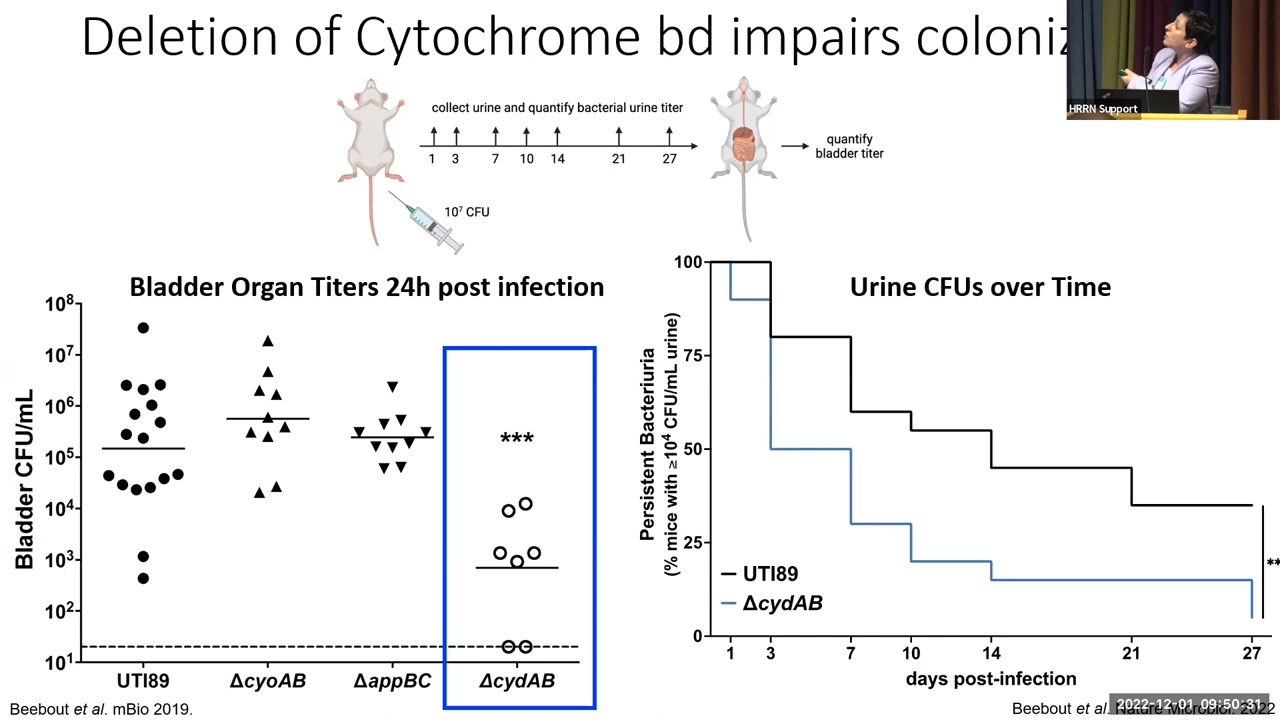 Deletion of Cytochrome bd impairs coloniz
HRRN Support
collect urine and quantify bacterial urine titer
1 3 7 10 14 21 27
quantify
bladder titer
10⁷ CFU
Bladder Organ Titers 24h post infection
Bladder CFU/mL
10⁸
10⁷
10⁶
10⁵
10⁴
10³
10²
10¹
***
UTI89 ΔcyoAB ΔappBC ΔcydAB
Beebout et al. mBio 2019.
Urine CFUs over Time
Persistent Bacteriuria
(% mice with ≥10⁴ CFU/mL urine)
100
75
50
25
0
UTI89
ΔcydAB
**
1 3 7 10 14 21 27
days post-infection
Beebout et al. Nature Microbiol. 2022
2022-12-01 09:50:31